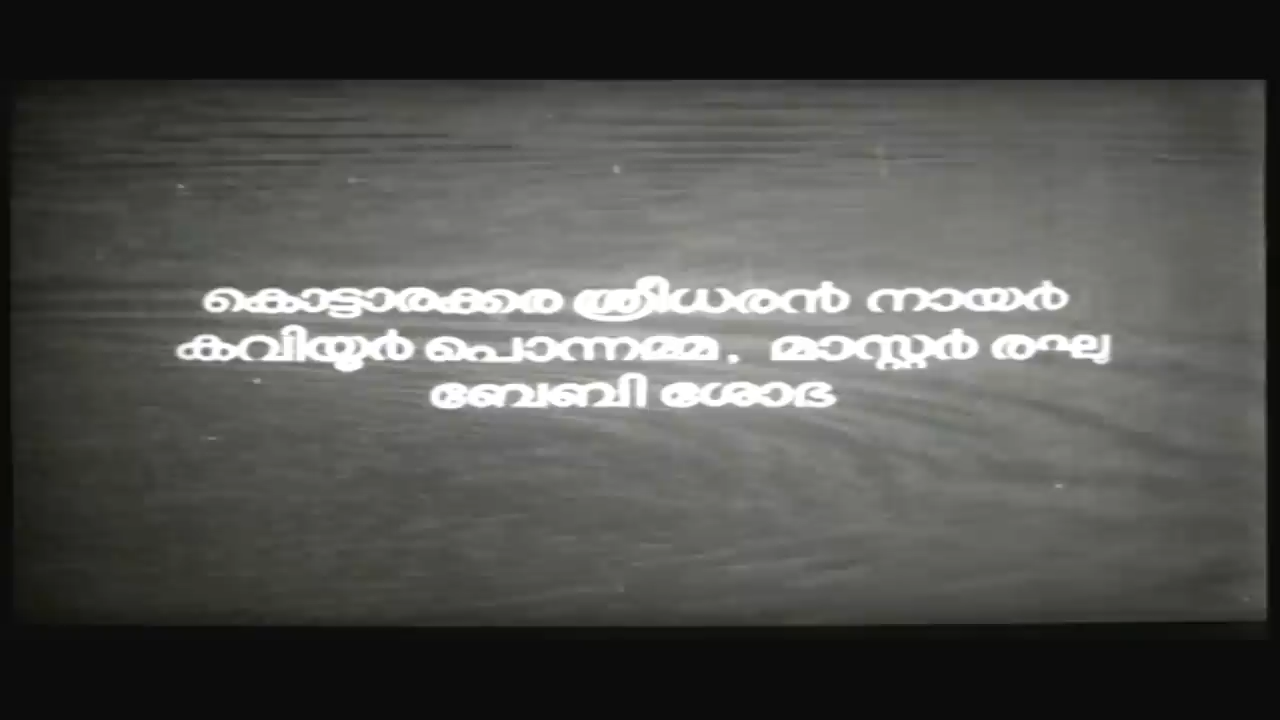 കൊട്ടാരക്കര ശ്രീധരൻ നായർ
കവിയൂർ പൊന്നമ്മ, മാസ്റ്റർ രഘു
ബേബി ശോഭ